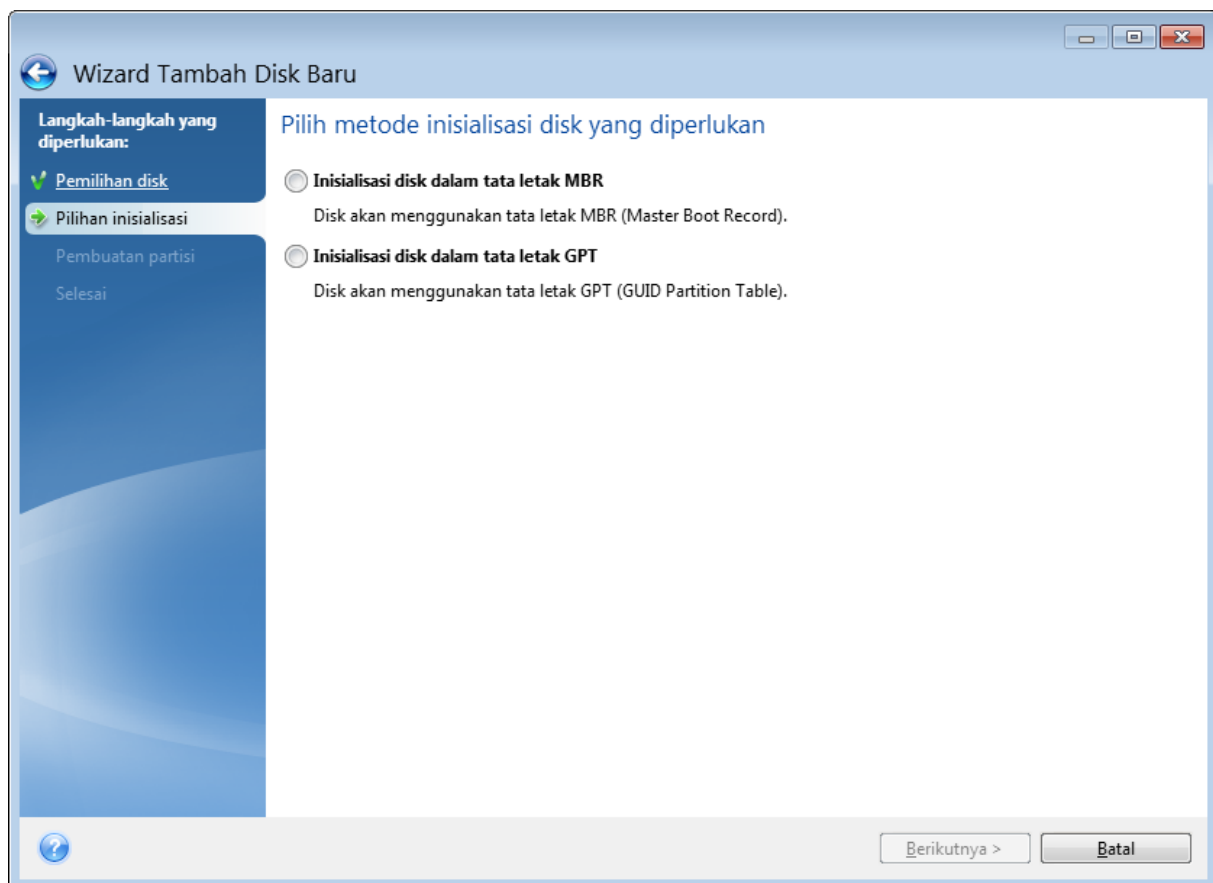 Wizard Tambah Disk Baru
Langkah-langkah yang
diperlukan:
Pemilihan disk
Pilihan inisialisasi
Pembuatan partisi
Selesai
Pilih metode inisialisasi disk yang diperlukan
Inisialisasi disk dalam tata letak MBR
Disk akan menggunakan tata letak MBR (Master Boot Record).
Inisialisasi disk dalam tata letak GPT
Disk akan menggunakan tata letak GPT (GUID Partition Table).
Berikutnya >
Batal